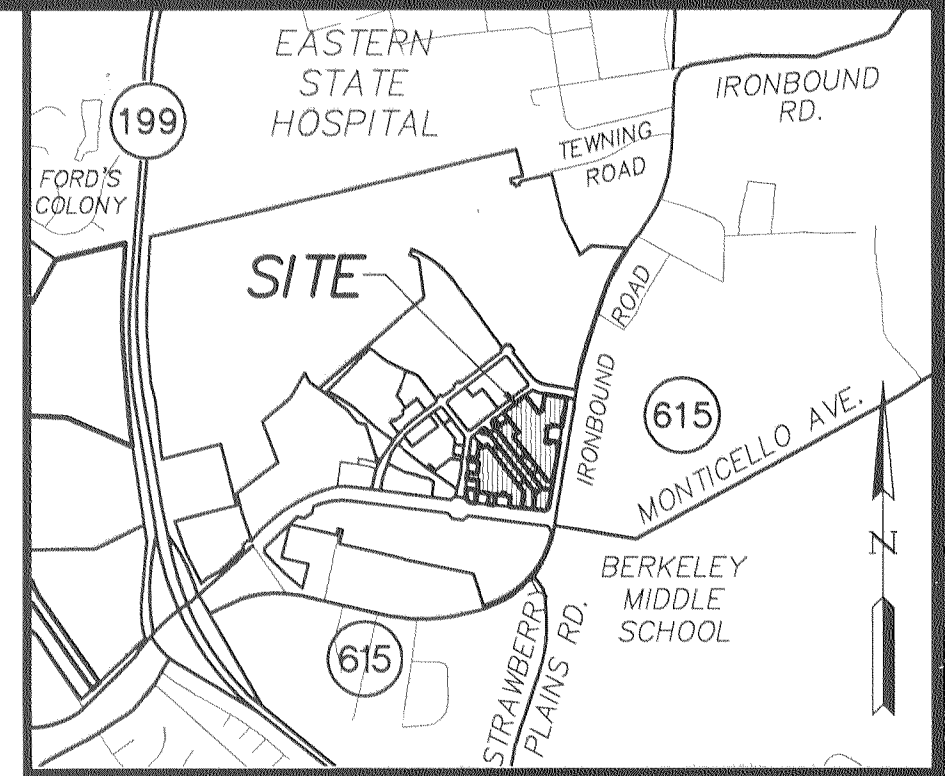 EASTERN
STATE
HOSPITAL
IRONBOUND
RD.
199
TEWNING
ROAD
FORD'S
COLONY
SITE
ROAD
IRONBOUND
615
MONTICELLO AVE.
N
BERKELEY
MIDDLE
SCHOOL
615
STRAWBERRY
PLAINS RD.